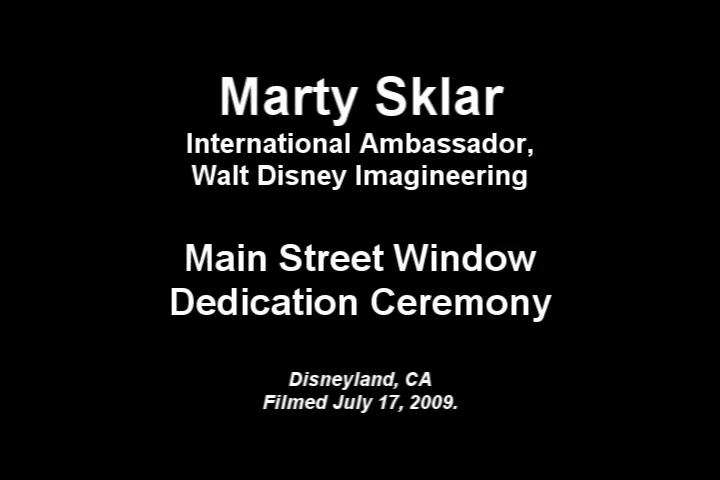 Marty Sklar
International Ambassador,
Walt Disney Imagineering
Main Street Window
Dedication Ceremony
Disneyland, CA
Filmed July 17, 2009.